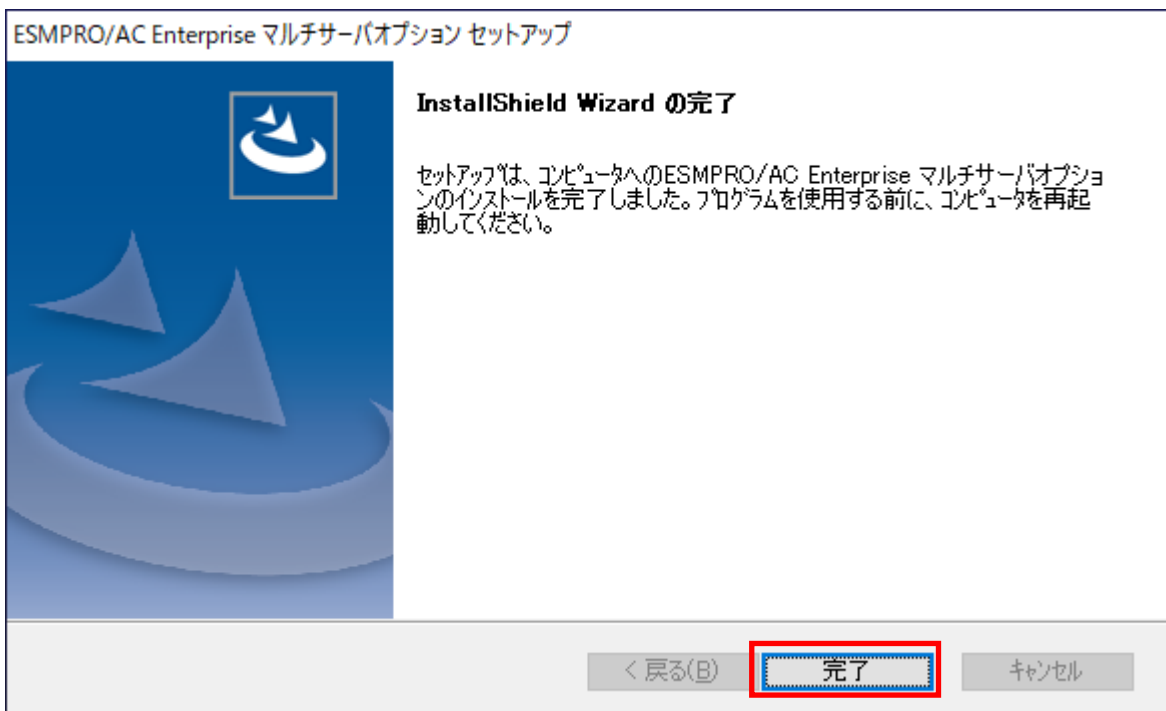 ESMPRO/AC Enterprise マルチサーバオプション セットアップ
InstallShield Wizard の完了
セットアップは、コンピュータへのESMPRO/AC Enterprise マルチサーバオプショ
ンのインストールを完了しました。プログラムを使用する前に、コンピュータを再起
動してください。
< 戻る(B) 完了 キャンセル